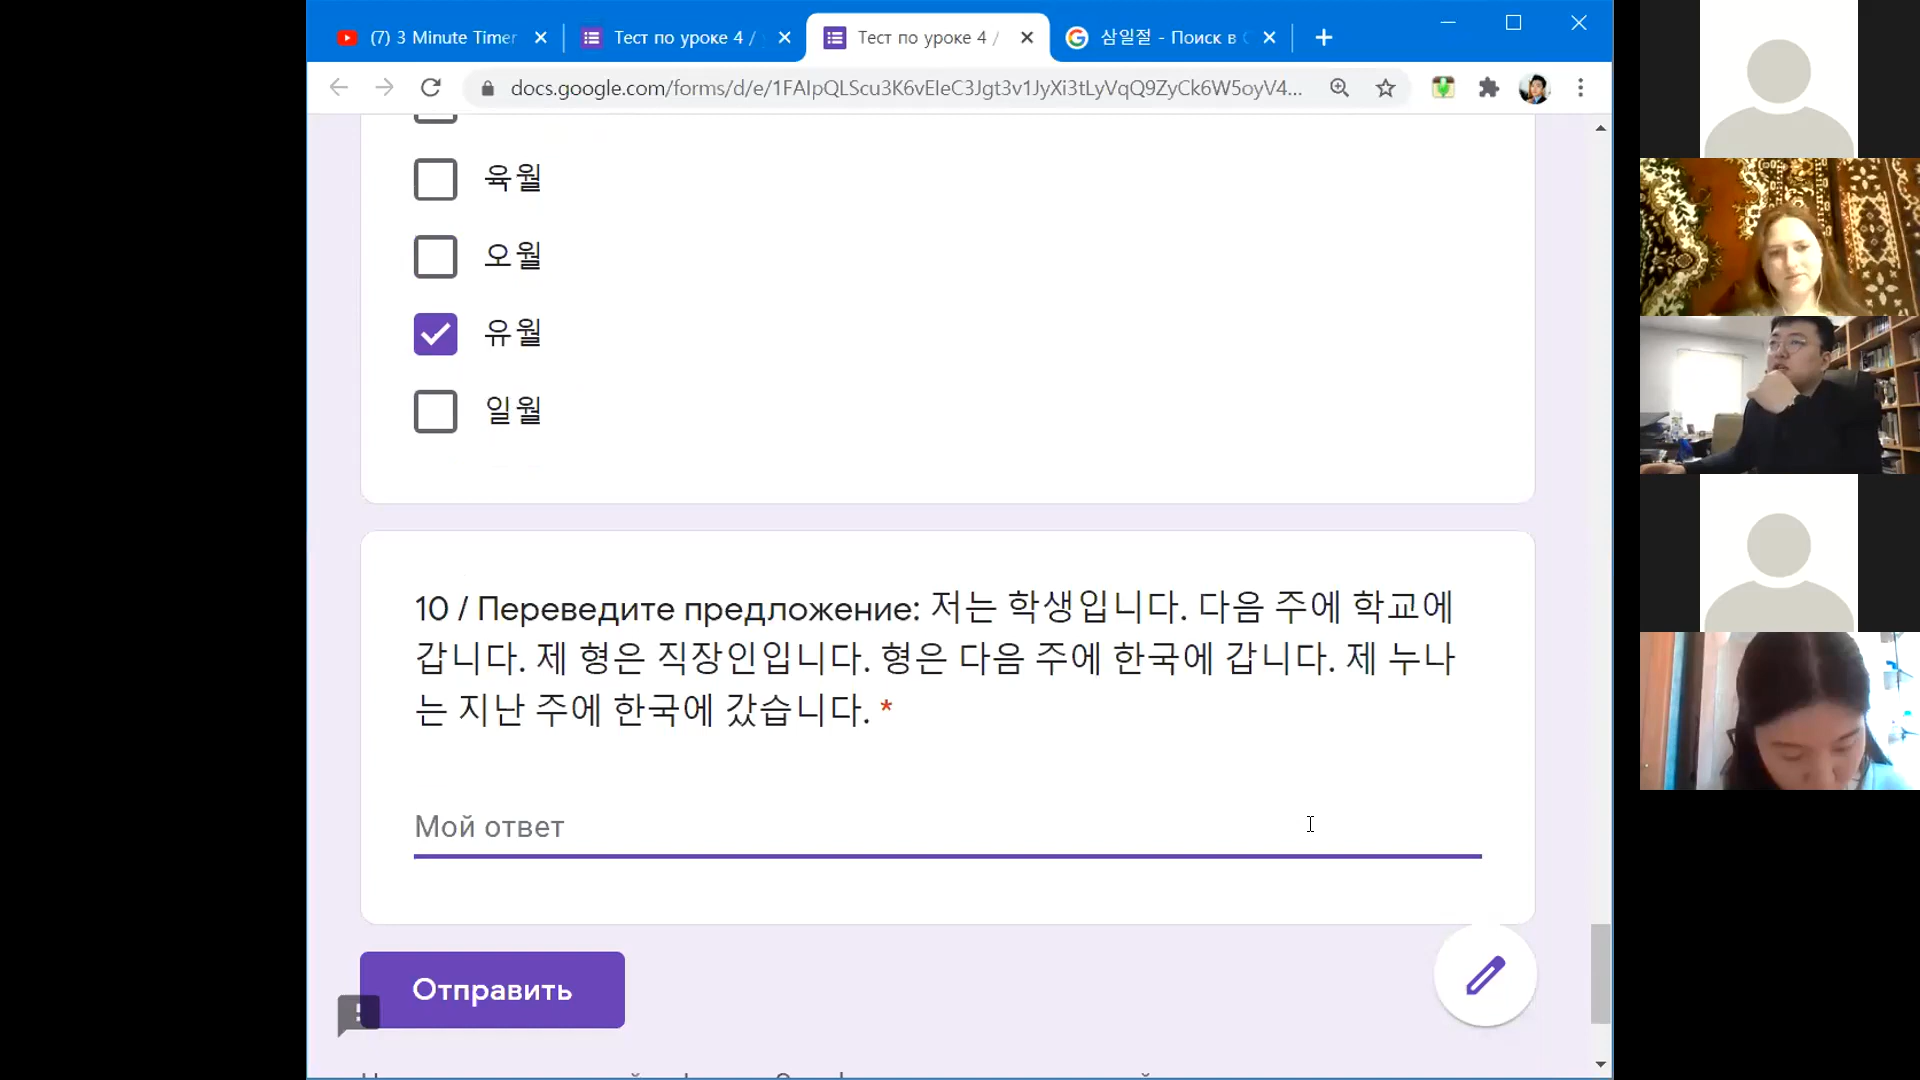 (7) 3 Minute Timer
Тест по уроке 4 /
Тест по уроке 4 /
삼일절 - Поиск в
docs.google.com/forms/d/e/1FAIpQLScu3K6vEIeC3Jgt3v1JyXi3tLyVqQ9ZyCk6W5oyV4...
육월
오월
유월
일월
10 / Переведите предложение: 저는 학생입니다. 다음 주에 학교에
갑니다. 제 형은 직장인입니다. 형은 다음 주에 한국에 갑니다. 제 누나
는 지난 주에 한국에 갔습니다. *
Мой ответ
Отправить